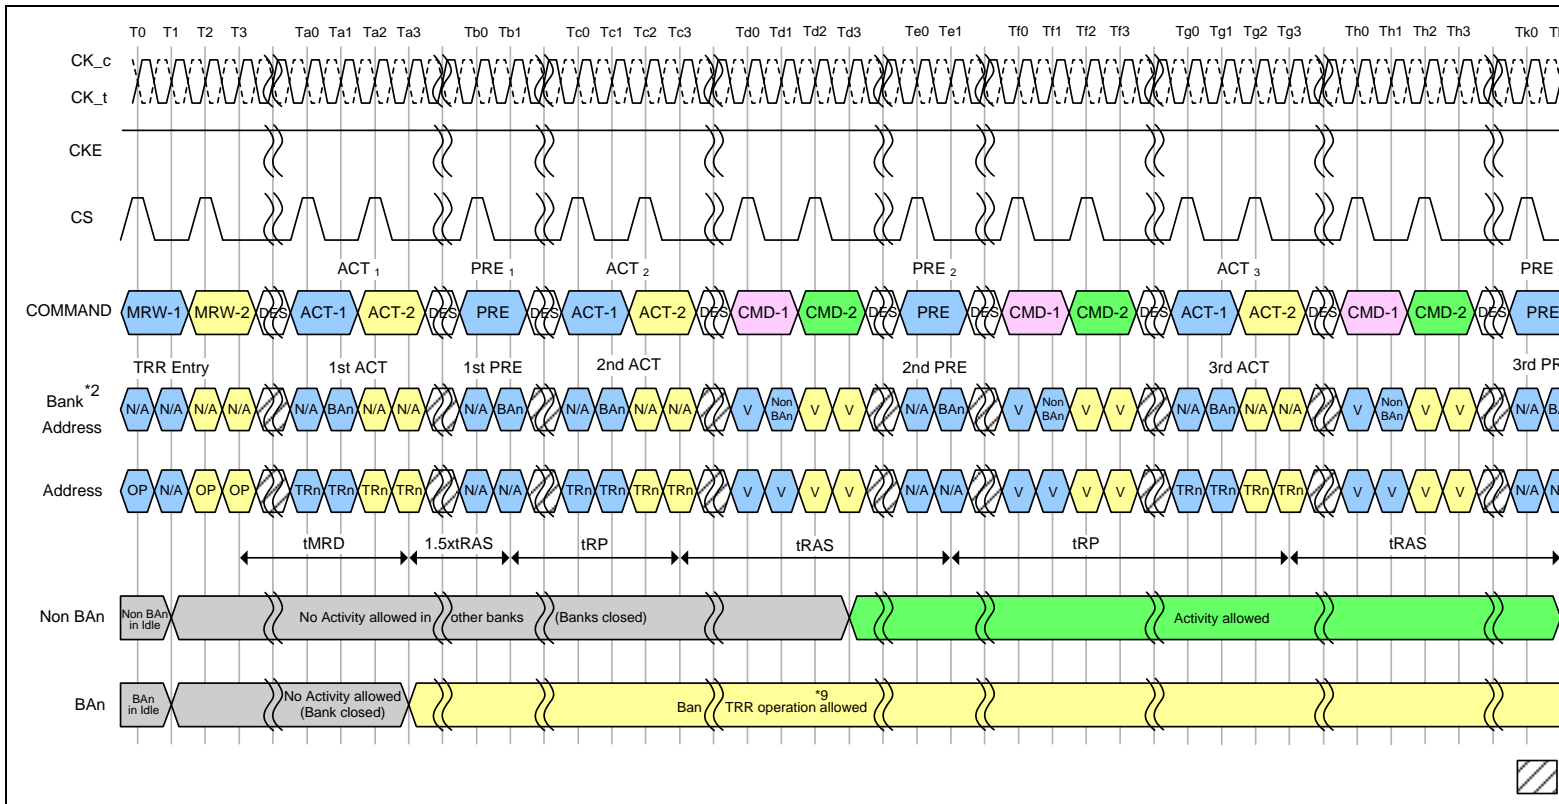 T0 T1 T2 T3 Ta0 Ta1 Ta2 Ta3 Tb0 Tb1 Tc0 Tc1 Tc2 Tc3 Td0 Td1 Td2 Td3 Te0 Te1 Tf0 Tf1 Tf2 Tf3 Tg0 Tg1 Tg2 Tg3 Th0 Th1 Th2 Th3 Tk0
CK_c
CK_t
CKE
CS
ACT 1 PRE 1 ACT 2 PRE 2 ACT 3 PRE
COMMAND MRW-1 MRW-2 DES ACT-1 ACT-2 DES PRE DES ACT-1 ACT-2 DES CMD-1 CMD-2 DES PRE DES CMD-1 CMD-2 DES ACT-1 ACT-2 DES CMD-1 CMD-2 DES PRE
TRR Entry 1st ACT 1st PRE 2nd ACT 2nd PRE 3rd ACT 3rd
Bank *2
Address
N/A N/A N/A N/A N/A BAn N/A N/A N/A BAn N/A BAn N/A N/A V Non BAn V V N/A BAn V Non BAn V V N/A BAn N/A N/A V Non BAn V V N/A
Address OP N/A OP OP TRn TRn TRn TRn N/A N/A TRn TRn TRn TRn V V V V N/A N/A V V V V TRn TRn TRn TRn V V V V N/A
tMRD 1.5xtRAS tRP tRAS tRP tRAS
Non BAn
Non BAn
in Idle
No Activity allowed in other banks (Banks closed)
Activity allowed
BAn
BAn
in Idle
No Activity allowed
(Bank closed)
*9
Ban TRR operation allowed